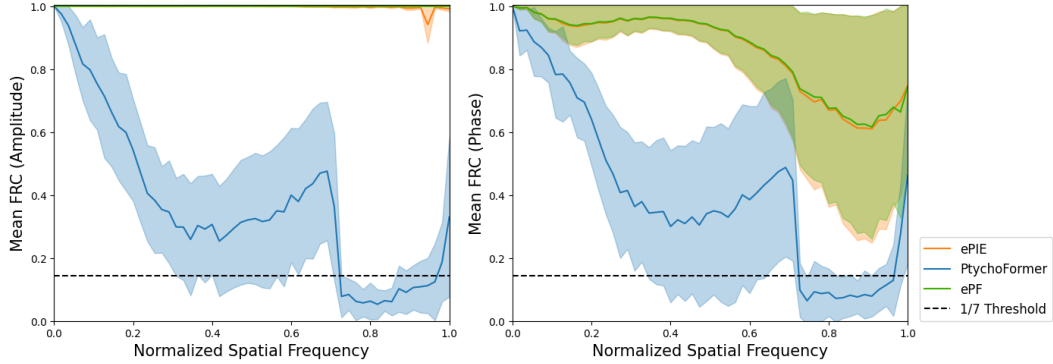 Mean FRC (Amplitude)
1.0
0.8
0.6
0.4
0.2
0.0
0.0 0.2 0.4 0.6 0.8 1.0
Normalized Spatial Frequency
Mean FRC (Phase)
1.0
0.8
0.6
0.4
0.2
0.0
0.0 0.2 0.4 0.6 0.8 1.0
Normalized Spatial Frequency
ePIE
PtychoFormer
ePF
1/7 Threshold